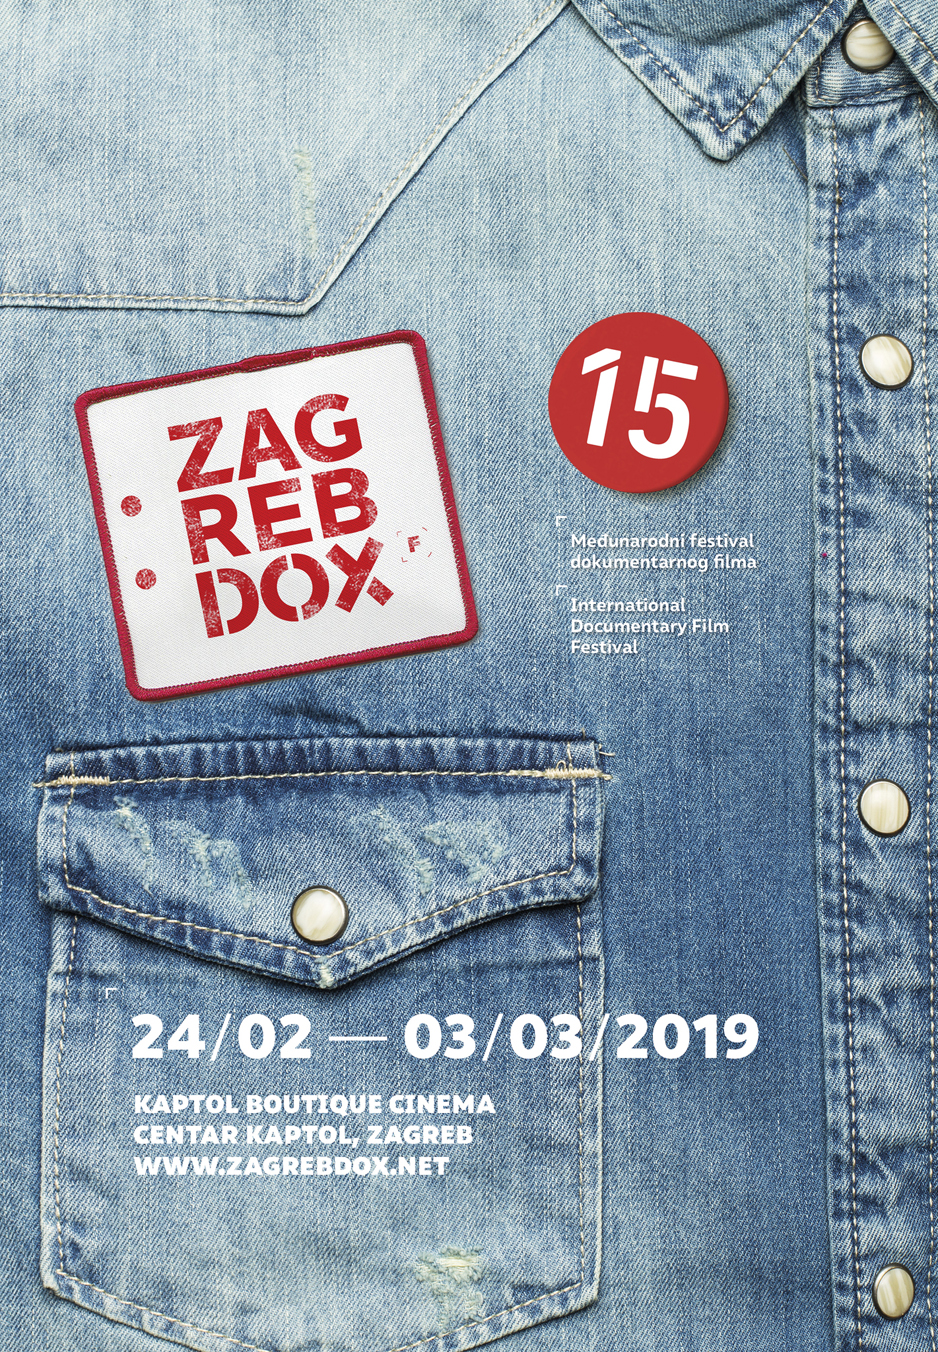 ZAG
REB
DOX
F
15
Međunarodni festival
dokumentarnog filma
International
Documentary Film
Festival
24/02 — 03/03/2019
KAPTOL BOUTIQUE CINEMA
CENTAR KAPTOL, ZAGREB
WWW.ZAGREBDOX.NET